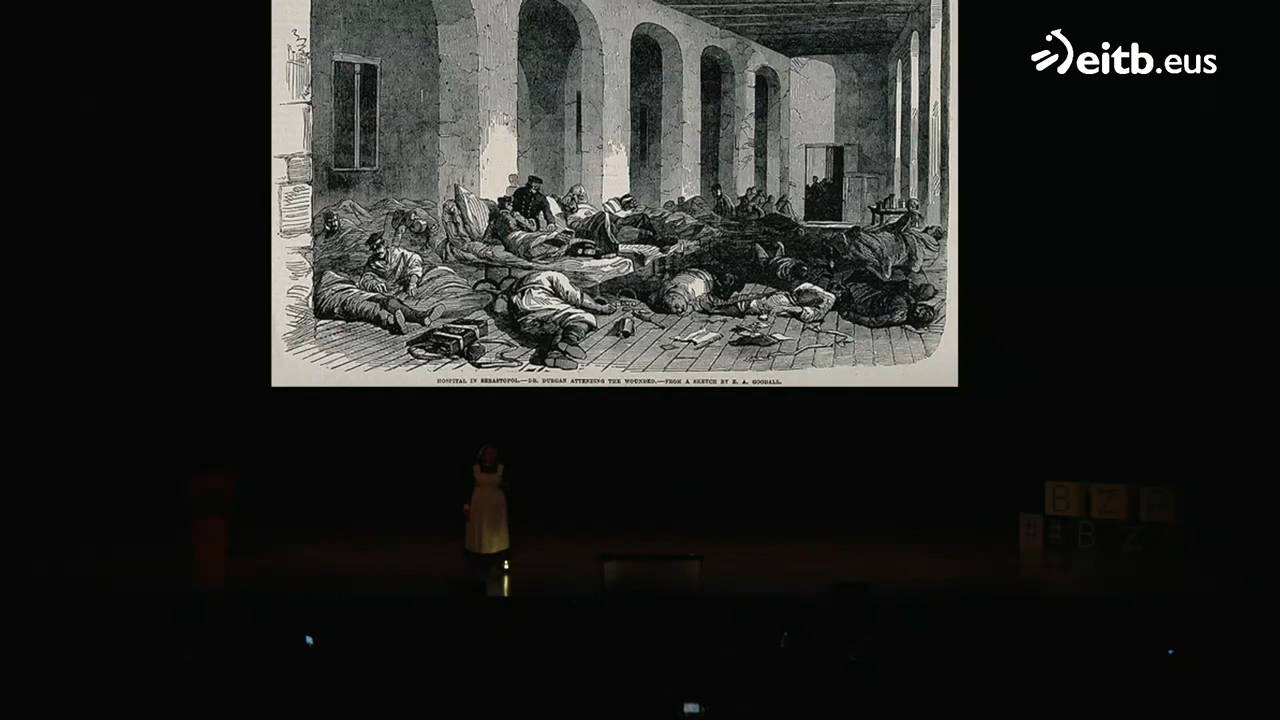 eitb.eus
HOSPITAL IN SEBASTOPOL.—DR. DURGAN ATTENDING THE WOUNDED.—FROM A SKETCH BY E. A. GOODALL.
B Z P
# # B Z